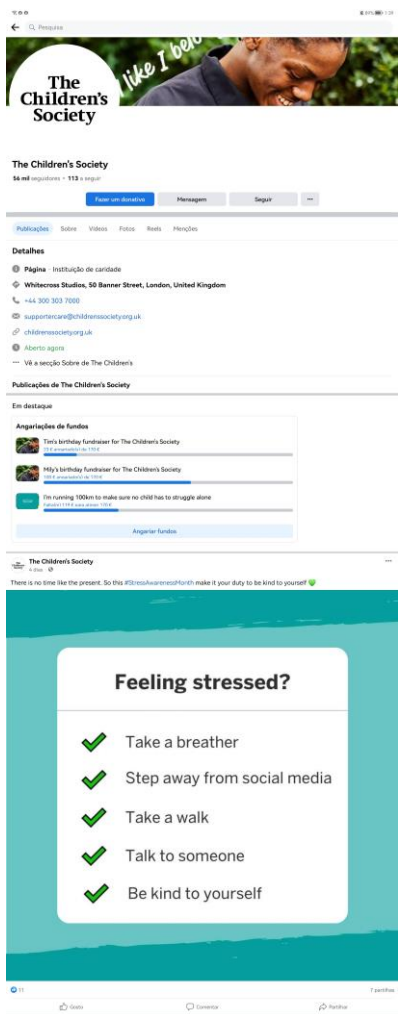 Pesquisa
like I belo
The
Children's
Society
The Children's Society
56 mil seguidores • 113 a seguir
Fazer um donativo
Mensagem
Seguir
Publicações Sobre Vídeos Fotos Reels Menções
Detalhes
Página · Instituição de caridade
Whitecross Studios, 50 Banner Street, London, United Kingdom
+44 300 303 7000
supportercare@childrenssociety.org.uk
childrenssociety.org.uk
Aberto agora
Vê a secção Sobre de The Children's
Publicações de The Children's Society
Em destaque
Angariações de fundos
Tim's birthday fundraiser for The Children's Society
Mily's birthday fundraiser for The Children's Society
I'm running 100km to make sure no child has to struggle alone
Angariar fundos
The Children's Society
4 dias
There is no time like the present. So this #StressAwarenessMonth make it your duty to be kind to yourself
Feeling stressed?
Take a breather
Step away from social media
Take a walk
Talk to someone
Be kind to yourself
11
7 partilhas
Gosto
Comentar
Partilhar